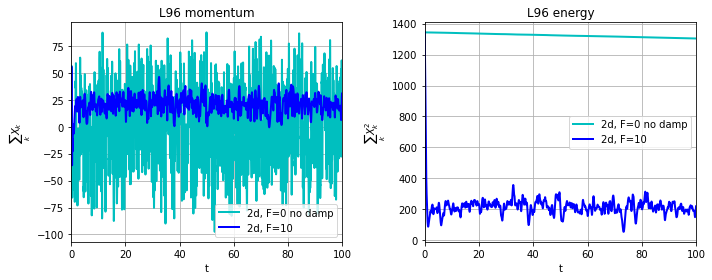 L96 momentum
75
50
25
0
−25
−50
−75
−100
0 20 40 60 80 100
t
∑ₖ Xₖ
2d, F=0 no damp
2d, F=10
L96 energy
1400
1200
1000
800
600
400
200
0
0 20 40 60 80 100
t
∑ₖ Xₖ²
2d, F=0 no damp
2d, F=10